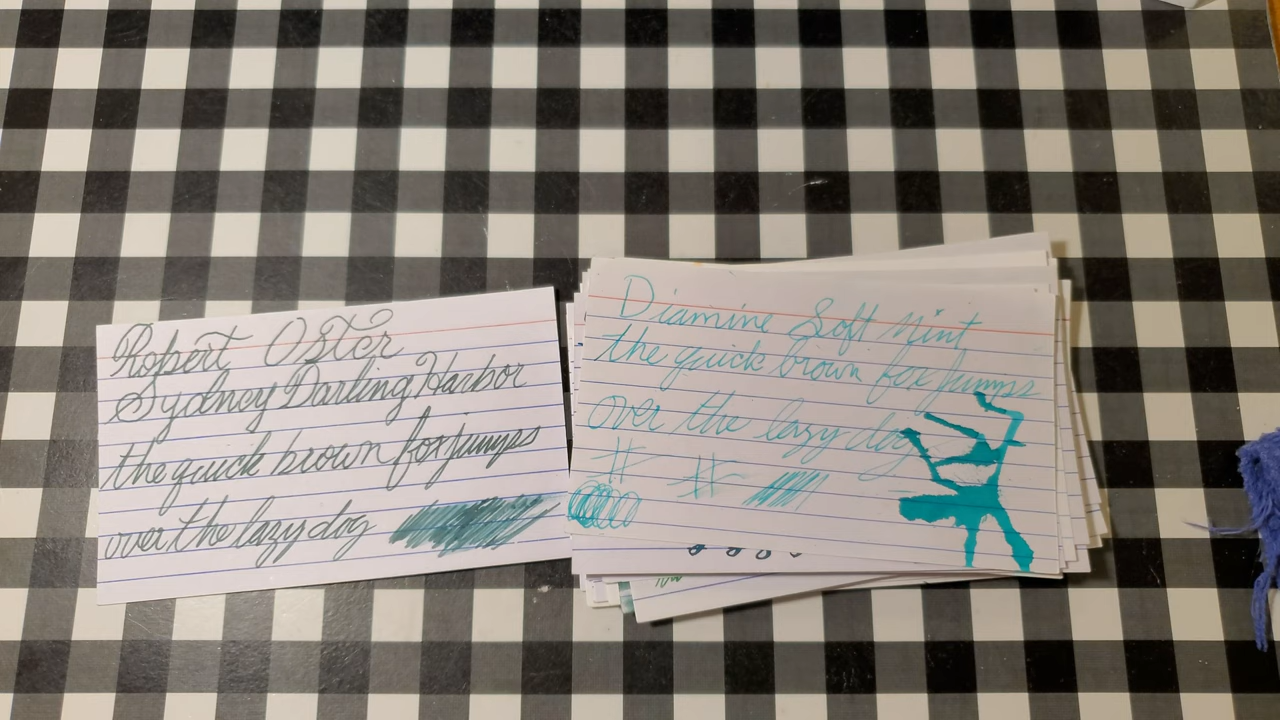 Robert Oster
Sydney Darling Harbor
the quick brown fox jumps
over the lazy dog
Diamine Soft Mint
the quick brown fox jumps
over the lazy dog